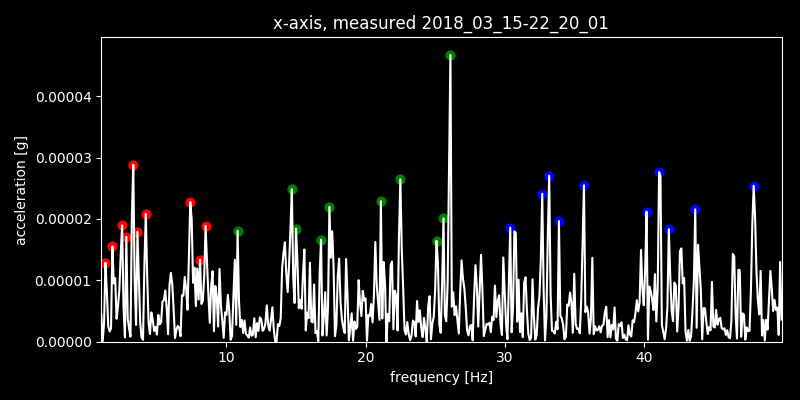 x-axis, measured 2018_03_15-22_20_01
acceleration [g]
0.00004
0.00003
0.00002
0.00001
0.00000
10 20 30 40
frequency [Hz]